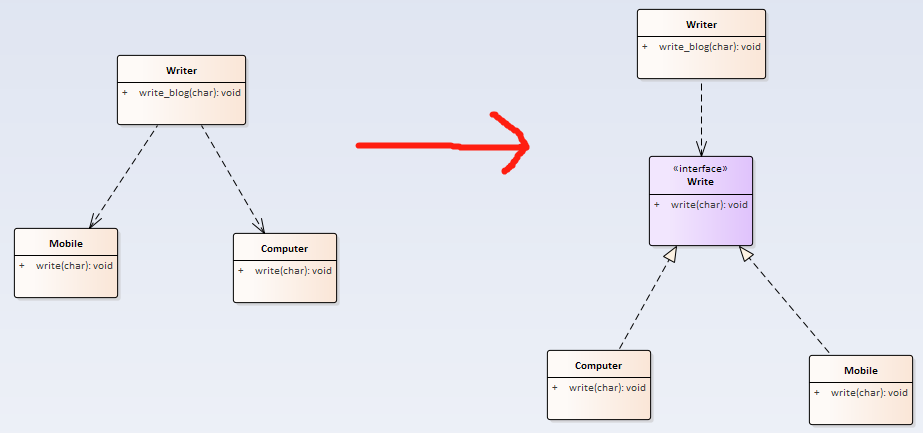 Writer
+ write_blog(char): void
Mobile
+ write(char): void
Computer
+ write(char): void
Writer
+ write_blog(char): void
«interface»
Write
+ write(char): void
Computer
+ write(char): void
Mobile
+ write(char): void